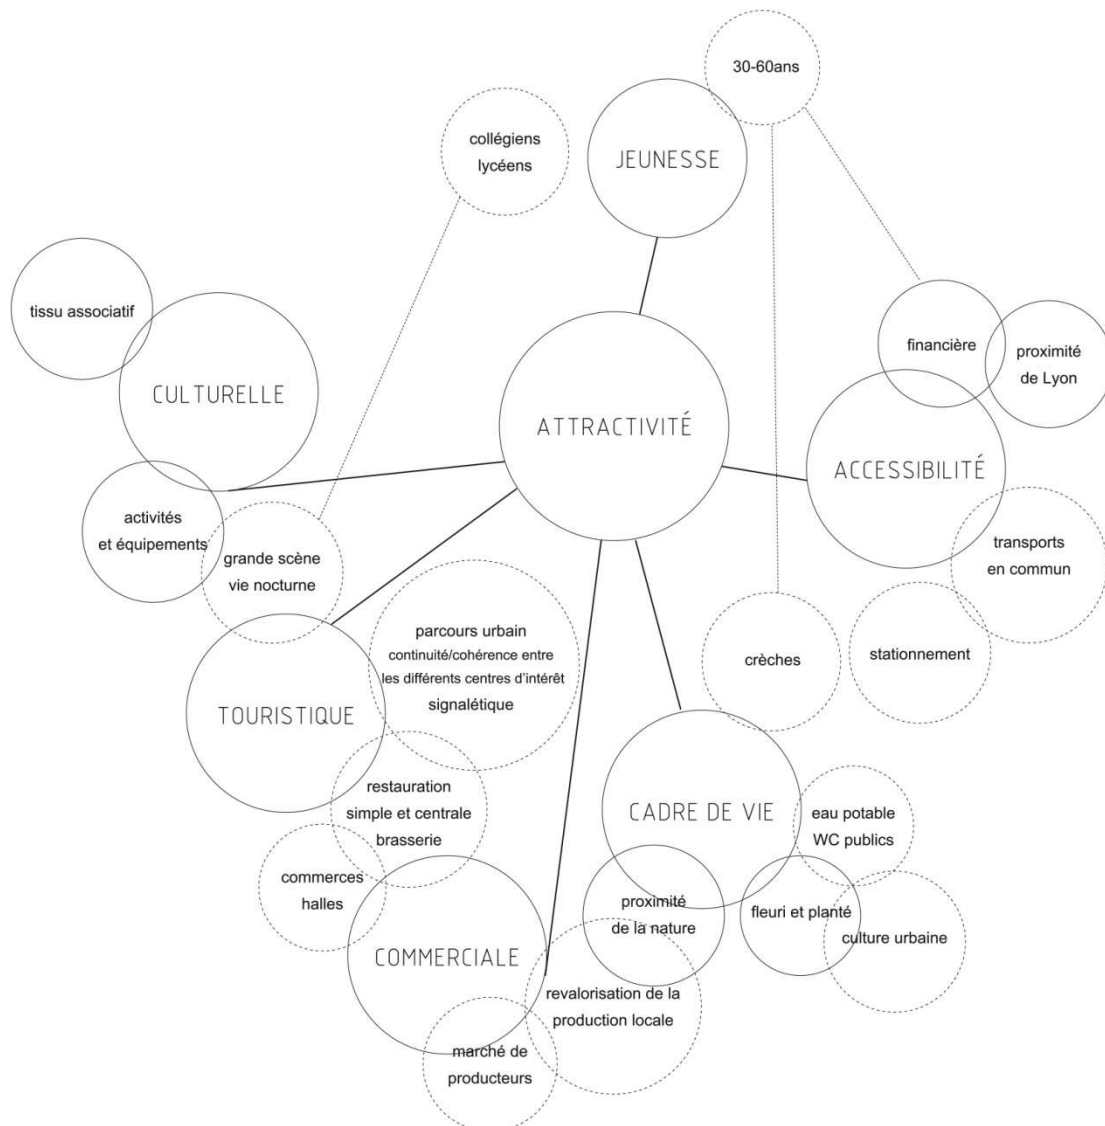 30-60ans
collégiens
lycéens
JEUNESSE
tissu associatif
CULTURELLE
financière
proximité
de Lyon
ATTRACTIVITÉ
ACCESSIBILITÉ
activités
et équipements
grande scène
vie nocturne
transports
en commun
parcours urbain
continuité/cohérence entre
les différents centres d'intérêt
signalétique
crèches
stationnement
TOURISTIQUE
restauration
simple et centrale
brasserie
CADRE DE VIE
eau potable
WC publics
commerces
halles
proximité
de la nature
fleuri et planté
culture urbaine
COMMERCIALE
revalorisation de la
production locale
marché de
producteurs